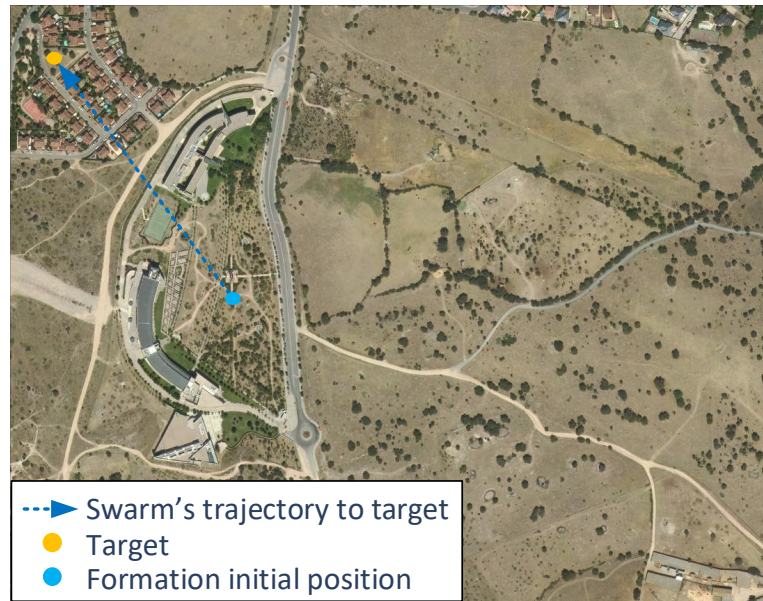 Swarm’s trajectory to target
Target
Formation initial position